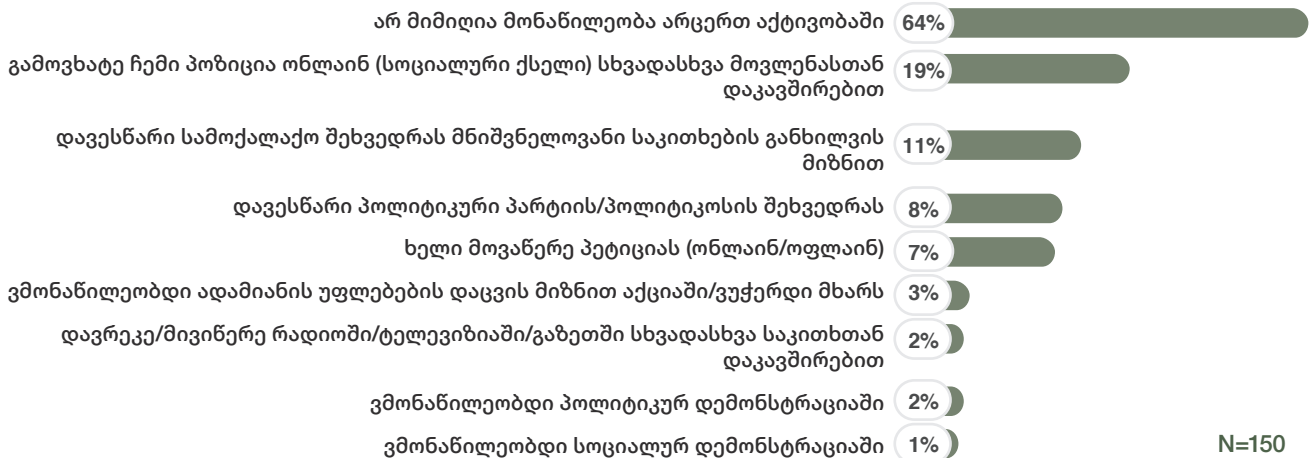 არ მიმიღია მონაწილეობა არცერთ აქტივობაში 64%
გამოვხატე ჩემი პოზიცია ონლაინ (სოციალური ქსელი) სხვადასხვა მოვლენასთან
დაკავშირებით 19%
დავესწარი სამოქალაქო შეხვედრას მნიშვნელოვანი საკითხების განხილვის
მიზნით 11%
დავესწარი პოლიტიკური პარტიის/პოლიტიკოსის შეხვედრას 8%
ხელი მოვაწერე პეტიციას (ონლაინ/ოფლაინ) 7%
ვმონაწილეობდი ადამიანის უფლებების დაცვის მიზნით აქციაში/ვუჭერდი მხარს 3%
დავრეკე/მივიწერე რადიოში/ტელევიზიაში/გაზეთში სხვადასხვა საკითხთან
დაკავშირებით 2%
ვმონაწილეობდი პოლიტიკურ დემონსტრაციაში 2%
ვმონაწილეობდი სოციალურ დემონსტრაციაში 1%
N=150